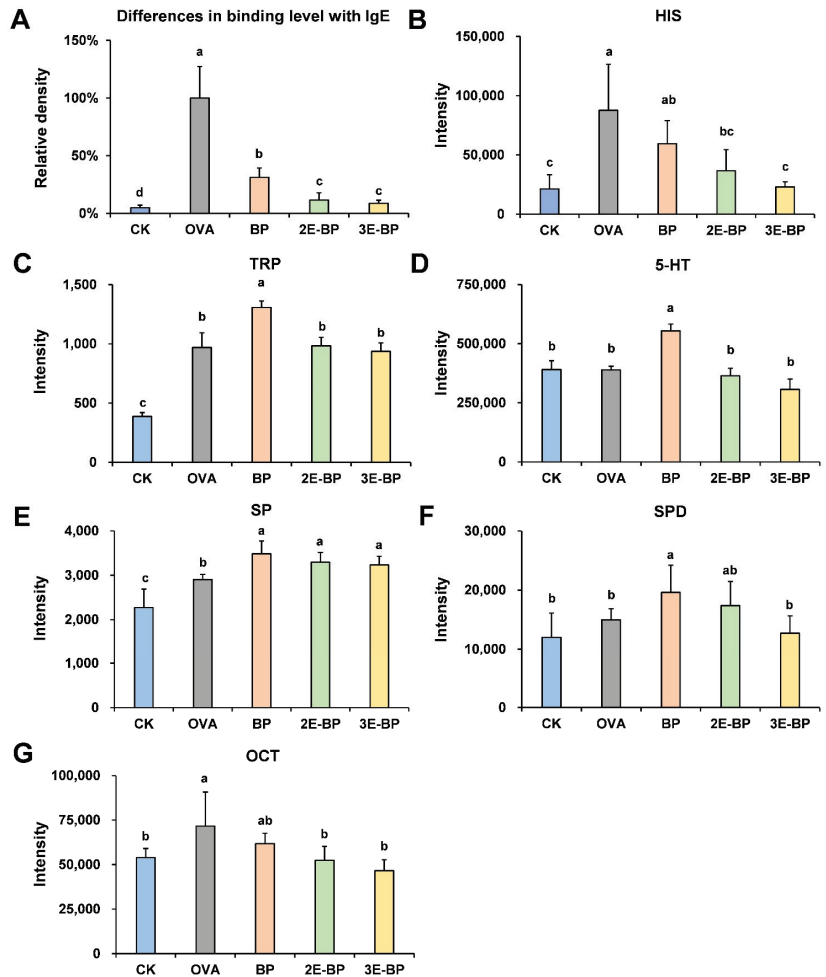 A
Differences in binding level with IgE
Relative density
150%
100%
50%
0%
a
b
c
c
d
CK OVA BP 2E-BP 3E-BP
B
HIS
Intensity
150,000
100,000
50,000
0
a
ab
bc
c
c
CK OVA BP 2E-BP 3E-BP
C
TRP
Intensity
1,500
1,000
500
0
a
b
b
b
c
CK OVA BP 2E-BP 3E-BP
D
5-HT
Intensity
750,000
500,000
250,000
0
a
b
b
b
b
CK OVA BP 2E-BP 3E-BP
E
SP
Intensity
4,000
3,000
2,000
1,000
0
a
a
a
b
c
CK OVA BP 2E-BP 3E-BP
F
SPD
Intensity
30,000
20,000
10,000
0
a
ab
b
b
b
CK OVA BP 2E-BP 3E-BP
G
OCT
Intensity
100,000
75,000
50,000
25,000
0
a
ab
b
b
b
CK OVA BP 2E-BP 3E-BP